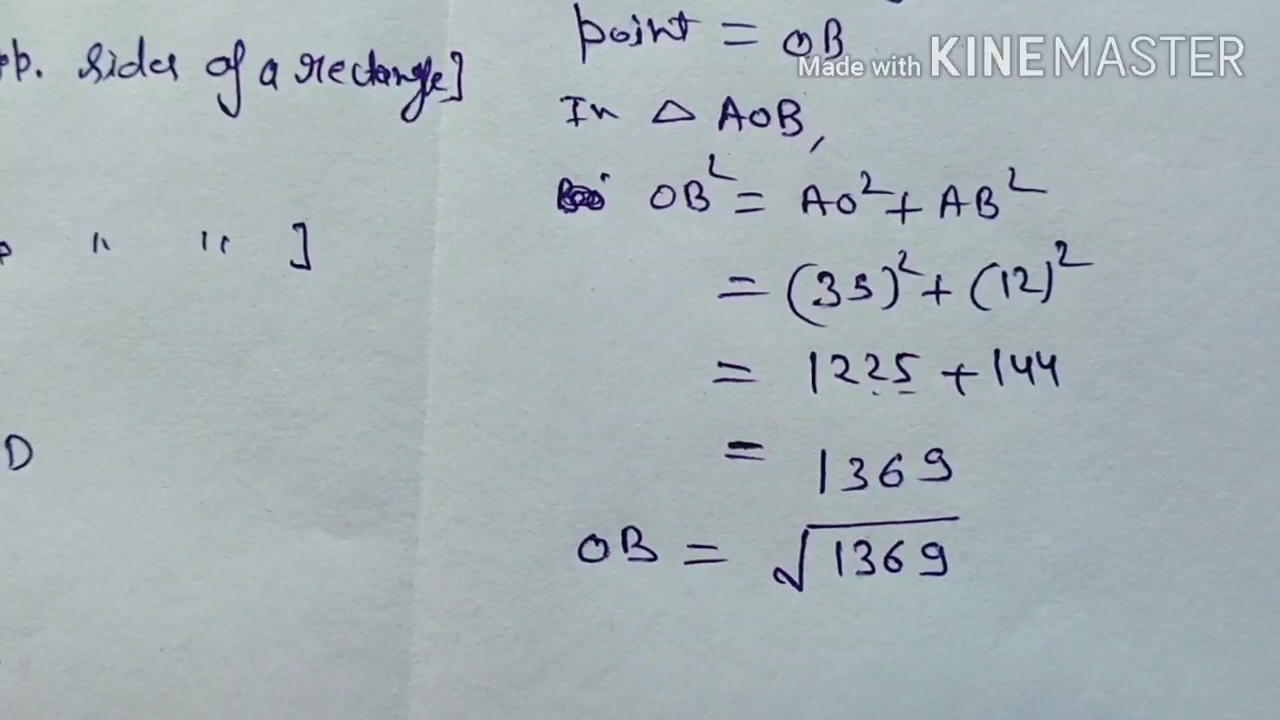 pp. sides of a rectangle]
" " ]
D
point = OB
Made with KINEMASTER
In △ AOB,
OB² = AO² + AB²
= (35)² + (12)²
= 1225 + 144
= 1369
OB = √1369